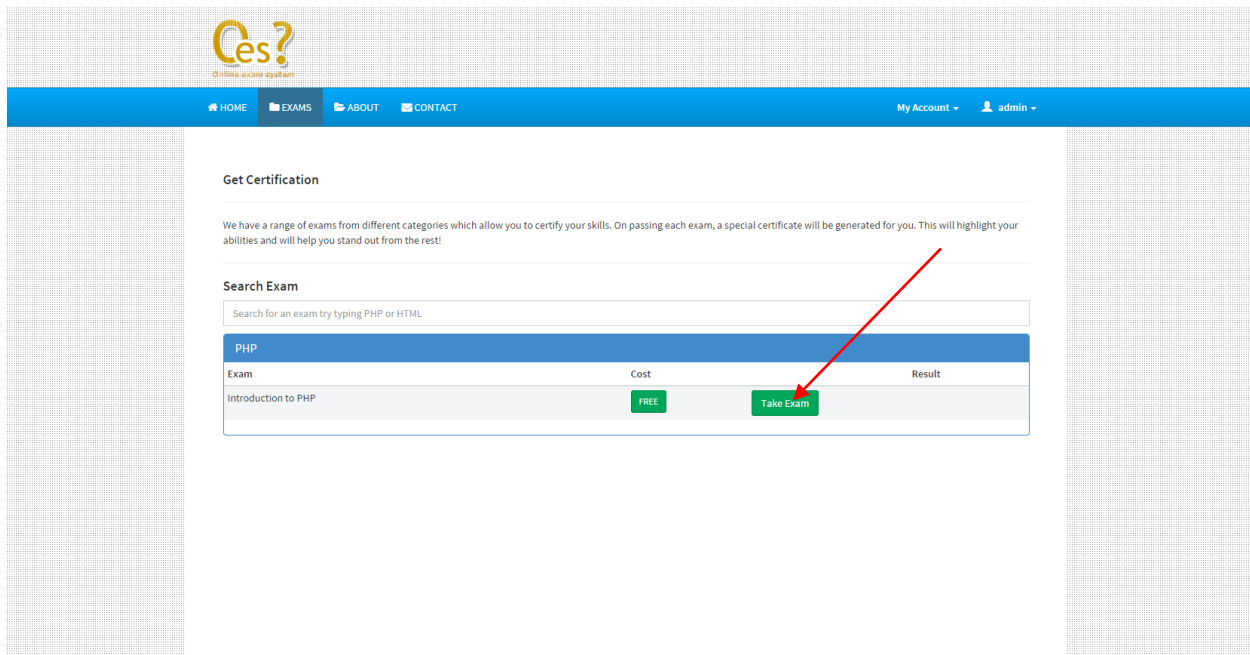 Oes?
Online exam system
HOME EXAMS ABOUT CONTACT My Account admin
Get Certification
We have a range of exams from different categories which allow you to certify your skills. On passing each exam, a special certificate will be generated for you. This will highlight your
abilities and will help you stand out from the rest!
Search Exam
Search for an exam try typing PHP or HTML
PHP
Exam Cost Result
Introduction to PHP FREE Take Exam